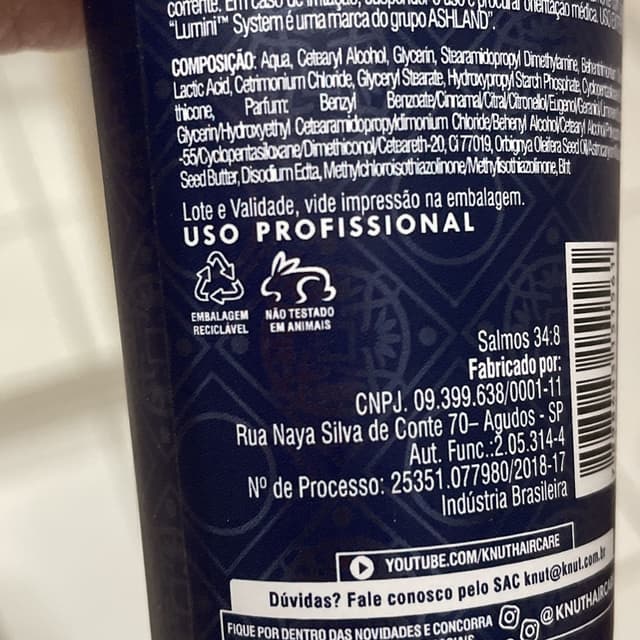 corrente. Em caso de irritação, suspender o uso e procurar orientação médica. USO
"Lumini™ System é uma marca do grupo ASHLAND".
COMPOSIÇÃO: Aqua, Cetearyl Alcohol, Glycerin, Stearamidopropyl Dimethylamine,
Lactic Acid, Cetrimonium Chloride, Glyceryl Stearate, Hydroxypropyl Starch Phosphate,
thicone, Parfum: Benzyl Benzoate/Cinnamal/Citral/Citronellol/Eugenol/Geraniol
Glycerin/Hydroxyethyl Cetearamidopropyldimonium Chloride/Behenyl Alcohol/Cetearyl Alcohol
-55/Cyclopentasiloxane/Dimethiconol/Ceteareth-20, CI 77019, Orbignya Oleifera Seed Oil
Seed Butter, Disodium Edta, Methylchloroisothiazolinone/Methylisothiazolinone, Bht
Lote e Validade, vide impressão na embalagem.
USO PROFISSIONAL
EMBALAGEM
RECICLÁVEL
NÃO TESTADO
EM ANIMAIS
Salmos 34:8
Fabricado por:
CNPJ. 09.399.638/0001-11
Rua Naya Silva de Conte 70– Agudos - SP
Aut. Func.:2.05.314-4
Nº de Processo: 25351.077980/2018-17
Indústria Brasileira
YOUTUBE.COM/KNUTHAIRCARE
Dúvidas? Fale conosco pelo SAC knut@knut.com.br
FIQUE POR DENTRO DAS NOVIDADES E CONCORRA